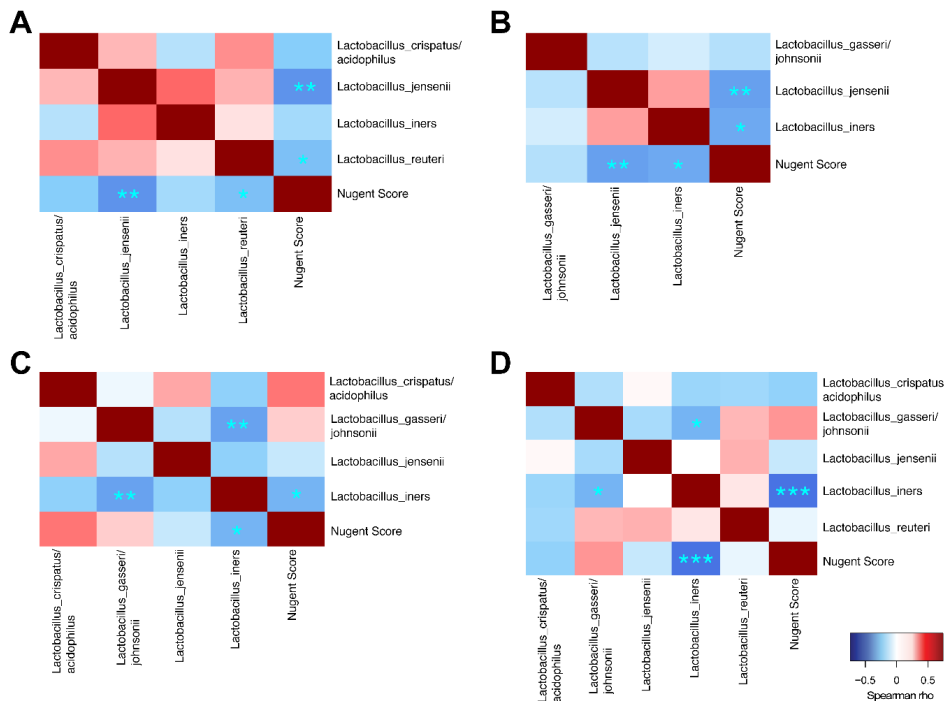 A
Lactobacillus_crispatus/
acidophilus
Lactobacillus_jensenii
**
Lactobacillus_iners
Lactobacillus_reuteri
*
Nugent Score
**
*
Lactobacillus_crispatus/
acidophilus
Lactobacillus_jensenii
Lactobacillus_iners
Lactobacillus_reuteri
Nugent Score
B
Lactobacillus_gasseri/
johnsonii
Lactobacillus_jensenii
**
Lactobacillus_iners
*
Nugent Score
**
*
Lactobacillus_gasseri/
johnsonii
Lactobacillus_jensenii
Lactobacillus_iners
Nugent Score
C
Lactobacillus_crispatus/
acidophilus
Lactobacillus_gasseri/
johnsonii
**
Lactobacillus_jensenii
Lactobacillus_iners
**
*
Nugent Score
*
Lactobacillus_crispatus/
acidophilus
Lactobacillus_gasseri/
johnsonii
Lactobacillus_jensenii
Lactobacillus_iners
Nugent Score
D
Lactobacillus_crispatus
acidophilus
Lactobacillus_gasseri/
johnsonii
*
Lactobacillus_jensenii
Lactobacillus_iners
*
***
Lactobacillus_reuteri
Nugent Score
***
Lactobacillus_crispatus/
acidophilus
Lactobacillus_gasseri/
johnsonii
Lactobacillus_jensenii
Lactobacillus_iners
Lactobacillus_reuteri
Nugent Score
−0.5 0 0.5
Spearman rho